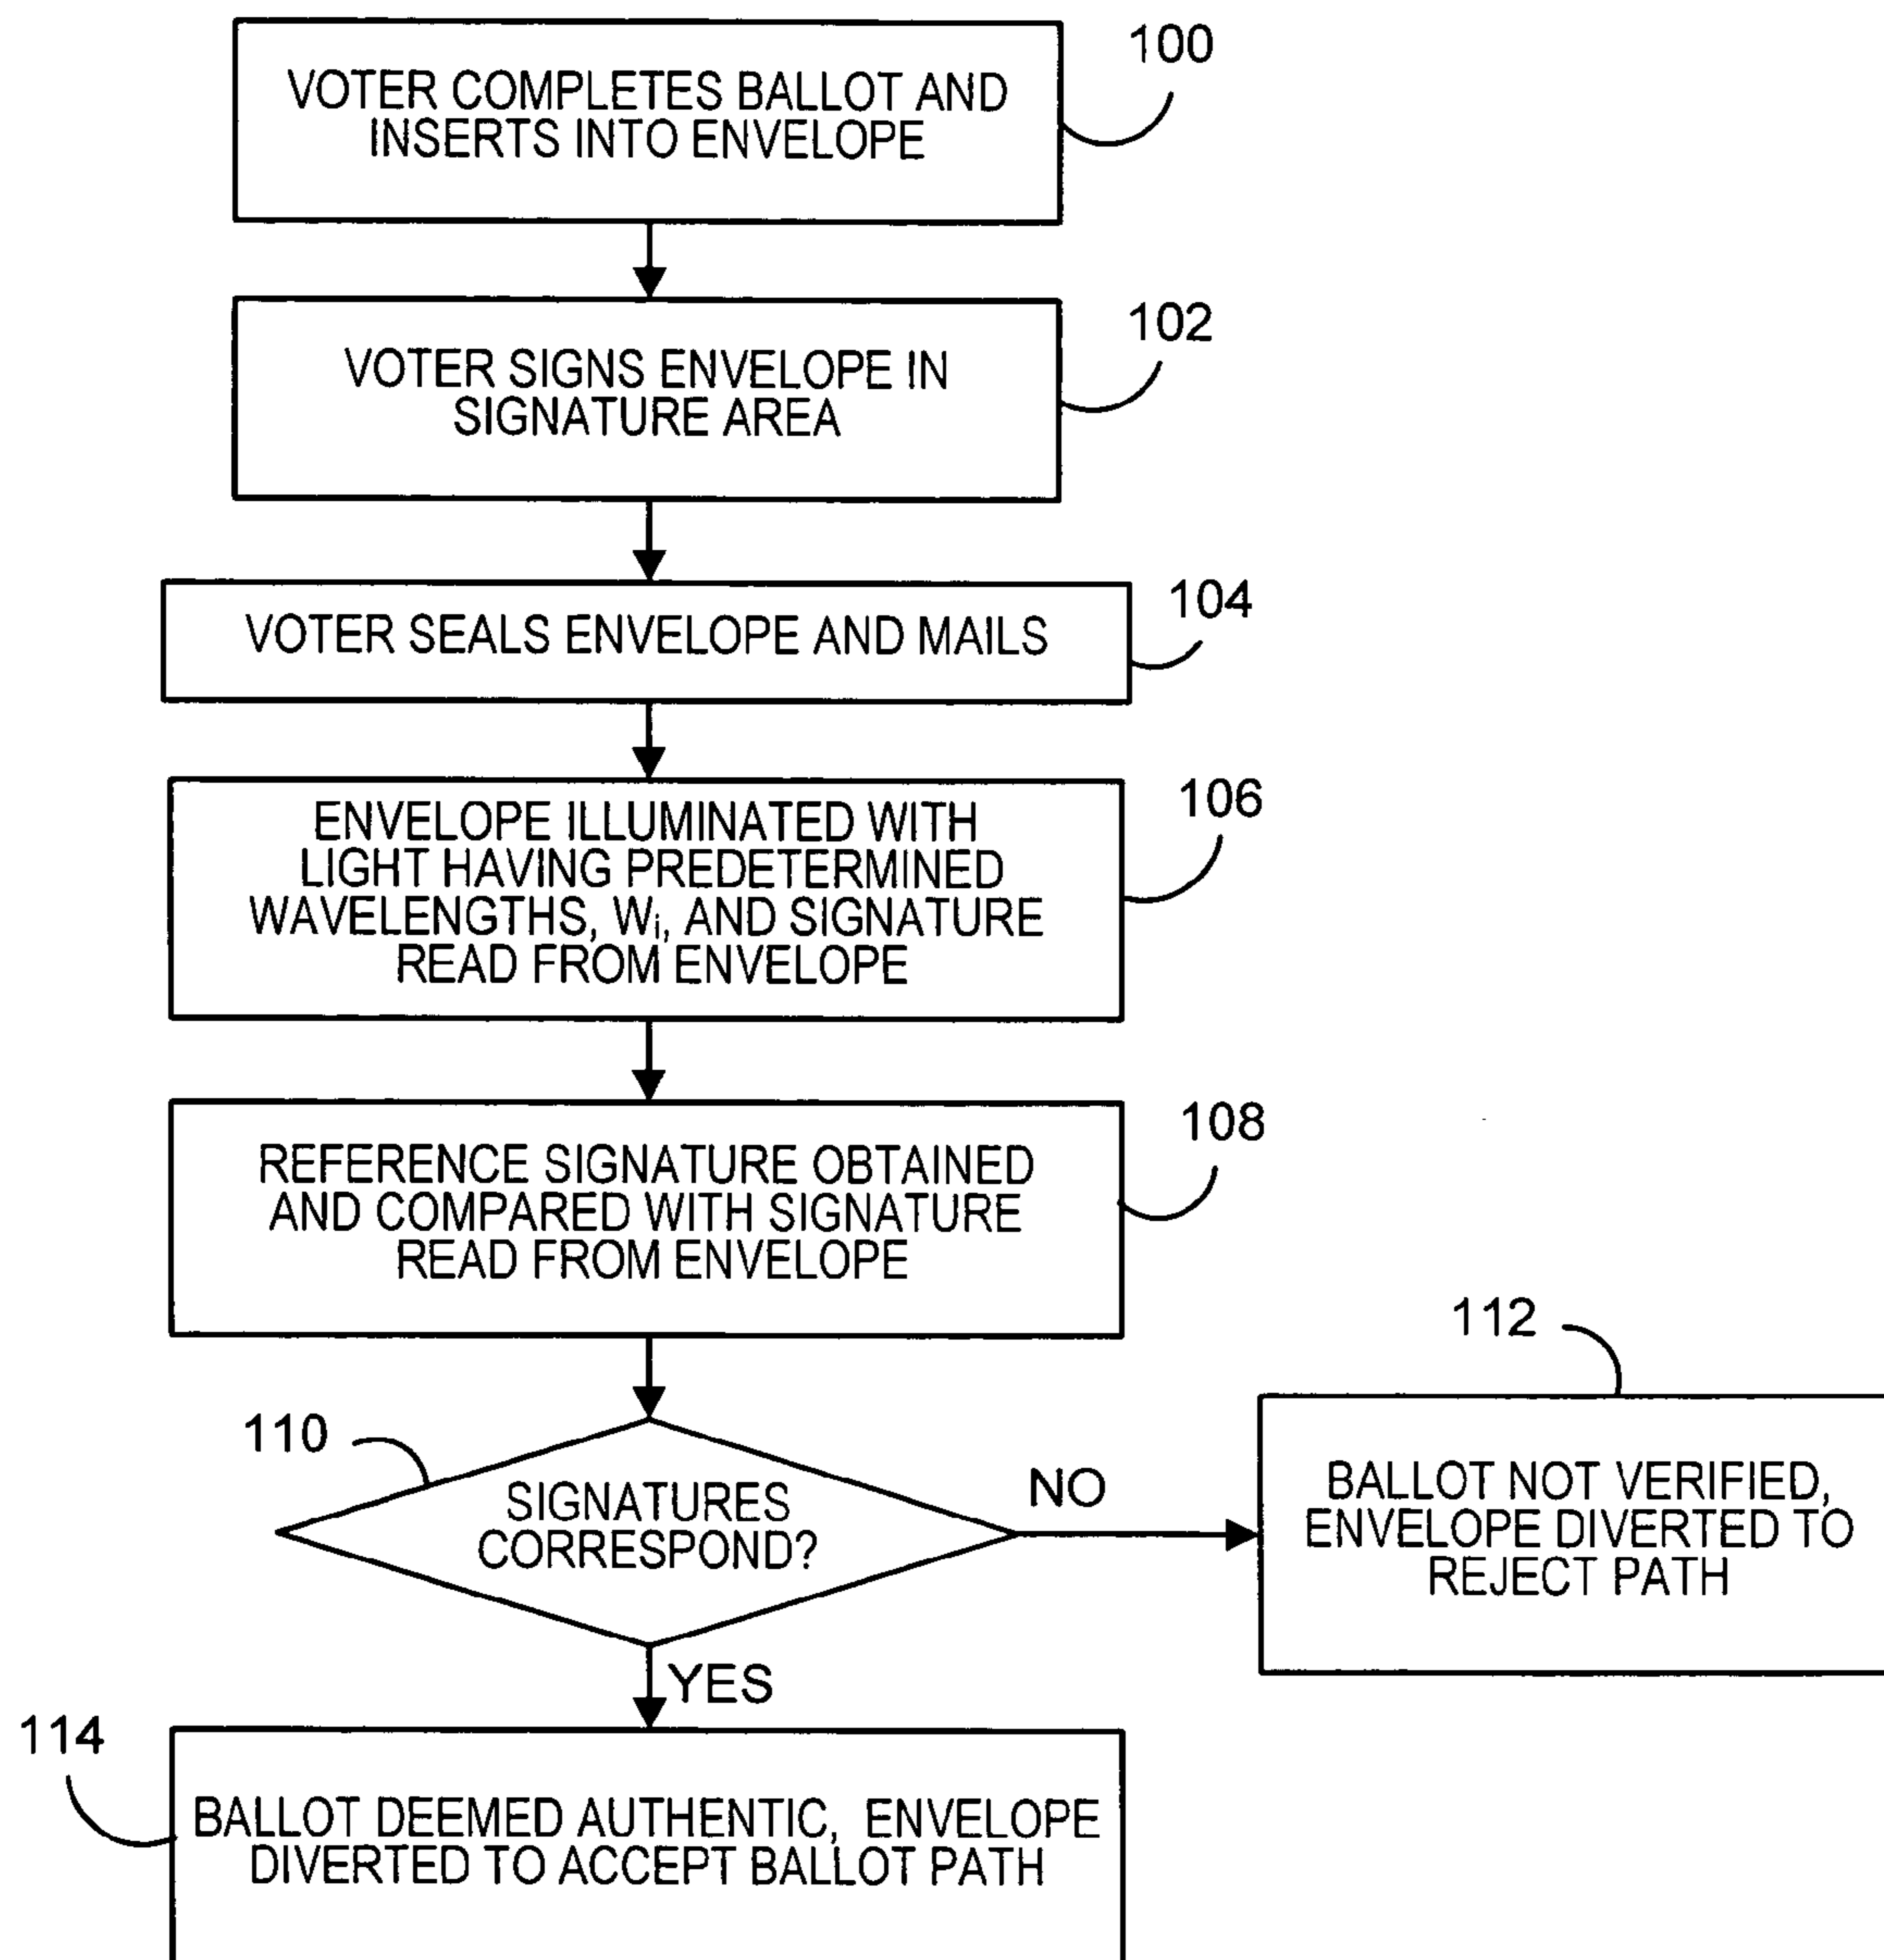 100
VOTER COMPLETES BALLOT AND
INSERTS INTO ENVELOPE
102
VOTER SIGNS ENVELOPE IN
SIGNATURE AREA
104
VOTER SEALS ENVELOPE AND MAILS
106
ENVELOPE ILLUMINATED WITH
LIGHT HAVING PREDETERMINED
WAVELENGTHS, Wi, AND SIGNATURE
READ FROM ENVELOPE
108
REFERENCE SIGNATURE OBTAINED
AND COMPARED WITH SIGNATURE
READ FROM ENVELOPE
110
SIGNATURES
CORRESPOND?
NO
112
BALLOT NOT VERIFIED,
ENVELOPE DIVERTED TO
REJECT PATH
YES
114
BALLOT DEEMED AUTHENTIC, ENVELOPE
DIVERTED TO ACCEPT BALLOT PATH